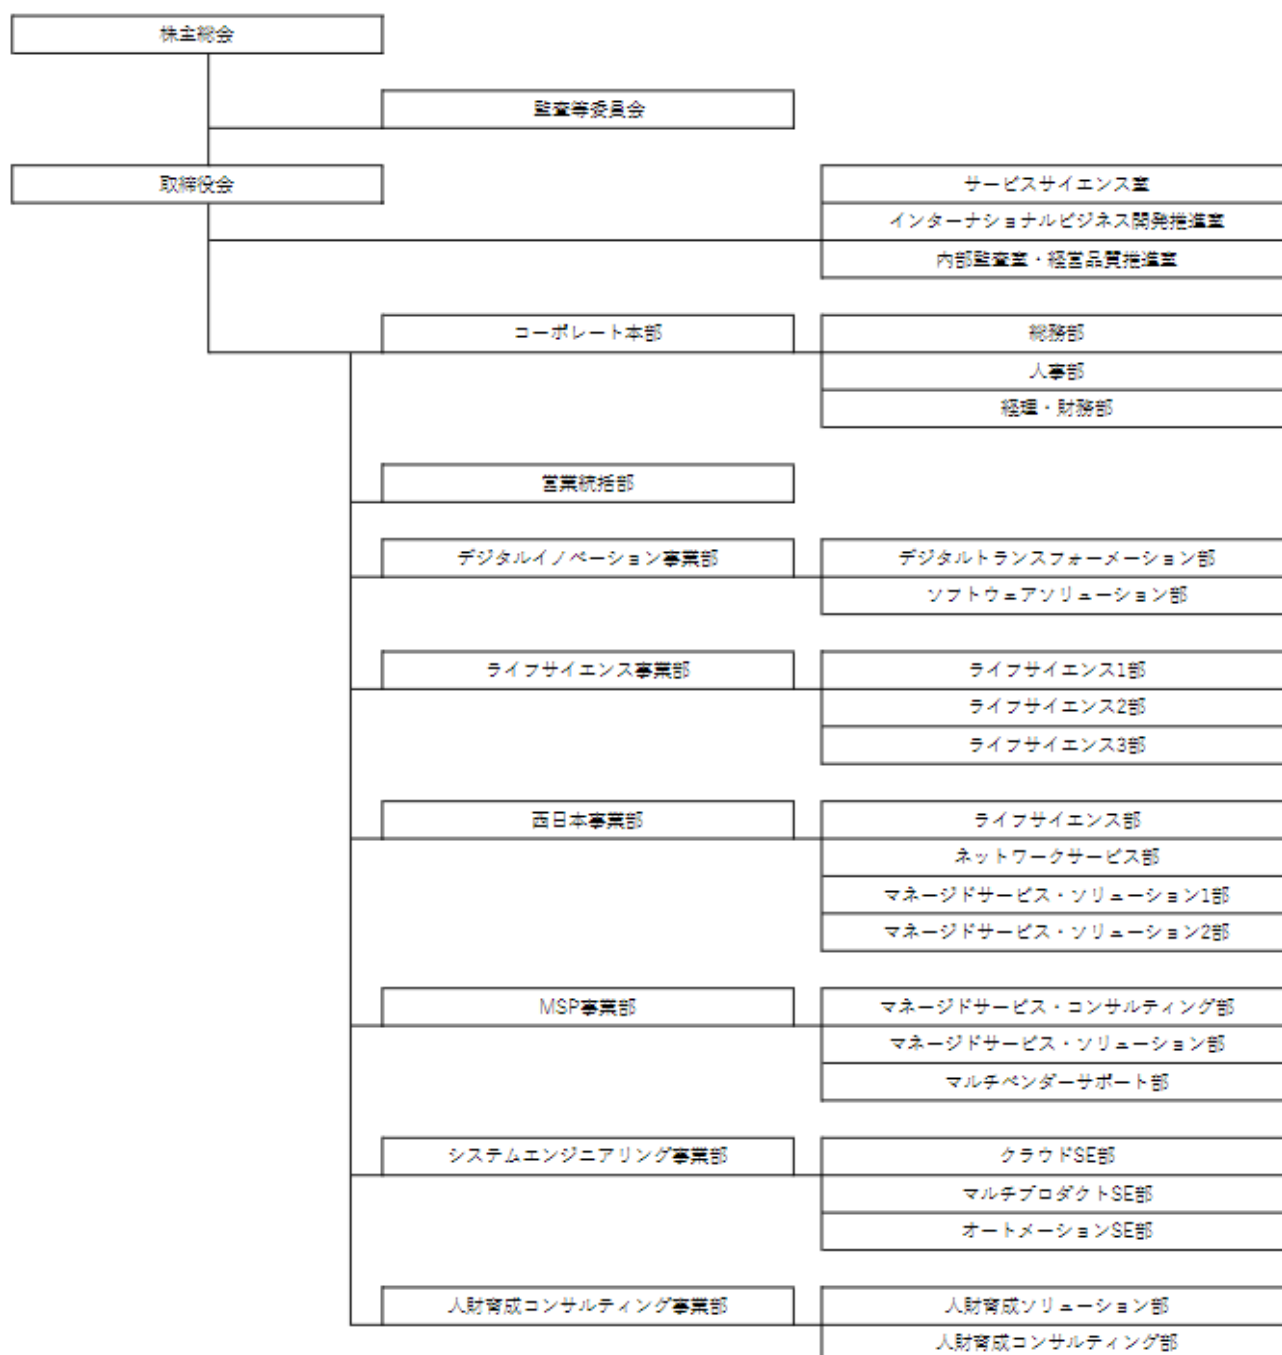 株主総会
監査等委員会
取締役会
サービスサイエンス室
インターナショナルビジネス開発推進室
内部監査室・経営品質推進室
コーポレート本部
総務部
人事部
経理・財務部
営業統括部
デジタルイノベーション事業部
デジタルトランスフォーメーション部
ソフトウェアソリューション部
ライフサイエンス事業部
ライフサイエンス1部
ライフサイエンス2部
ライフサイエンス3部
西日本事業部
ライフサイエンス部
ネットワークサービス部
マネージドサービス・ソリューション1部
マネージドサービス・ソリューション2部
MSP事業部
マネージドサービス・コンサルティング部
マネージドサービス・ソリューション部
マルチベンダーサポート部
システムエンジニアリング事業部
クラウドSE部
マルチプロダクトSE部
オートメーションSE部
人財育成コンサルティング事業部
人財育成ソリューション部
人財育成コンサルティング部